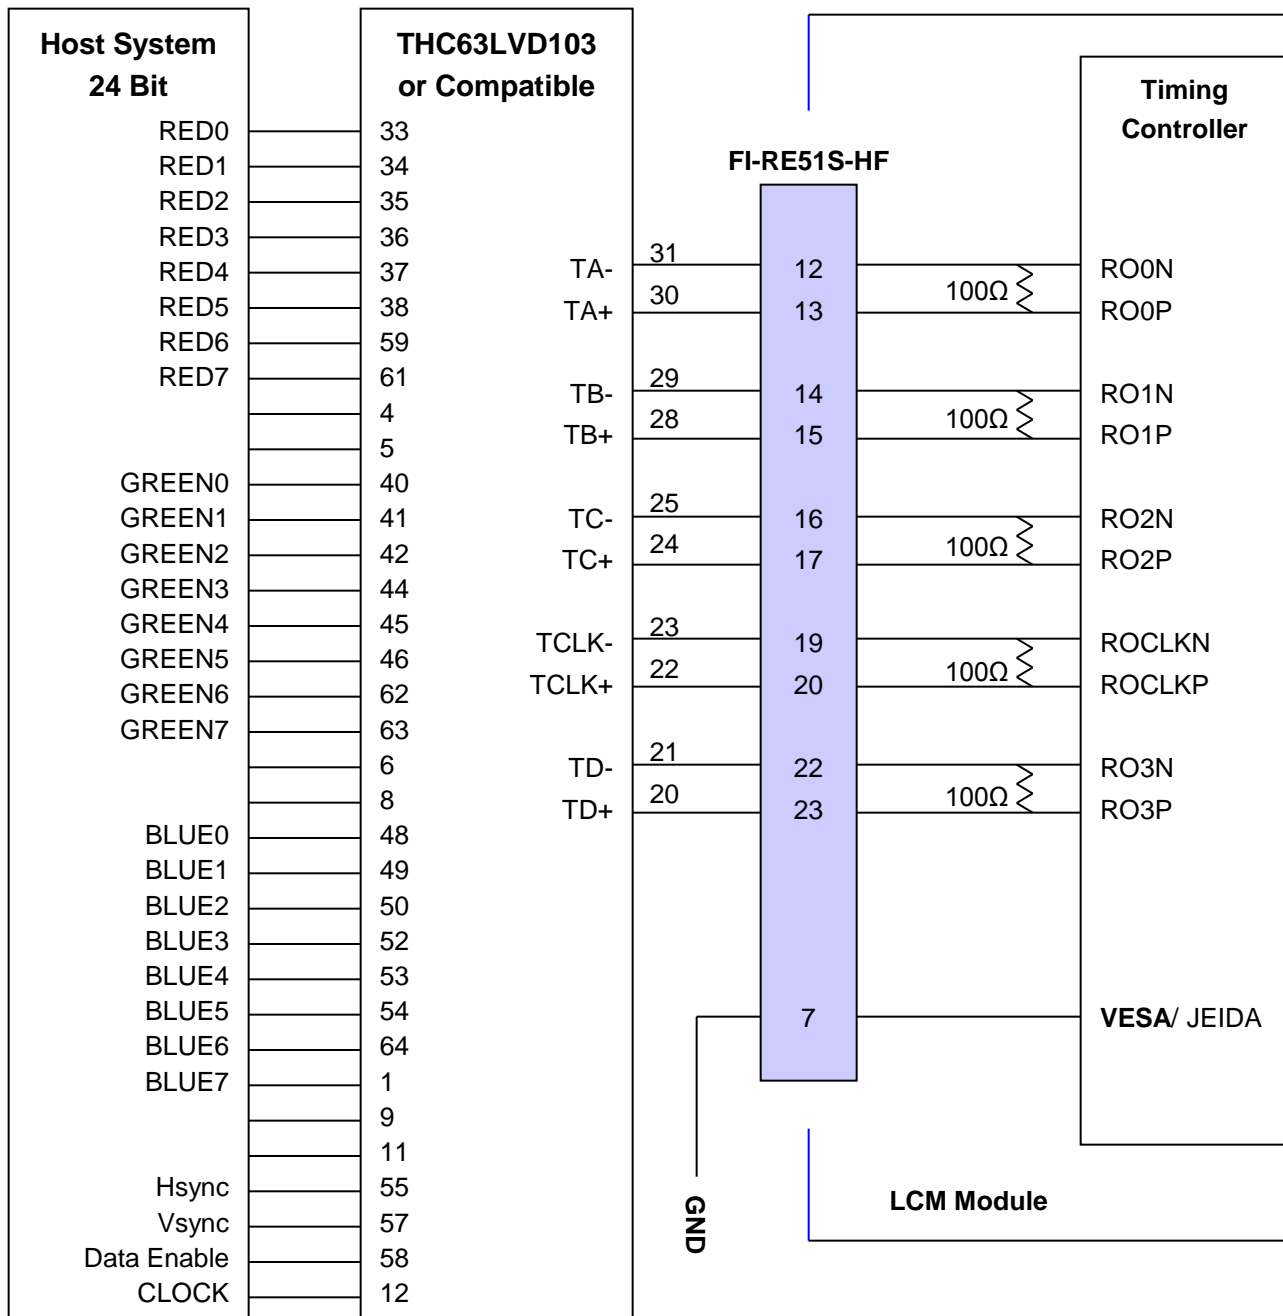 Host System
24 Bit
RED0
RED1
RED2
RED3
RED4
RED5
RED6
RED7
GREEN0
GREEN1
GREEN2
GREEN3
GREEN4
GREEN5
GREEN6
GREEN7
BLUE0
BLUE1
BLUE2
BLUE3
BLUE4
BLUE5
BLUE6
BLUE7
Hsync
Vsync
Data Enable
CLOCK
THC63LVD103
or Compatible
33
34
35
36
37
38
59
61
4
5
40
41
42
44
45
46
62
63
6
8
48
49
50
52
53
54
64
1
9
11
55
57
58
12
TA-
TA+
TB-
TB+
TC-
TC+
TCLK-
TCLK+
TD-
TD+
31
30
29
28
25
24
23
22
21
20
GND
FI-RE51S-HF
12
13
14
15
16
17
19
20
22
23
7
100Ω
100Ω
100Ω
100Ω
100Ω
Timing
Controller
RO0N
RO0P
RO1N
RO1P
RO2N
RO2P
ROCLKN
ROCLKP
RO3N
RO3P
VESA/ JEIDA
LCM Module